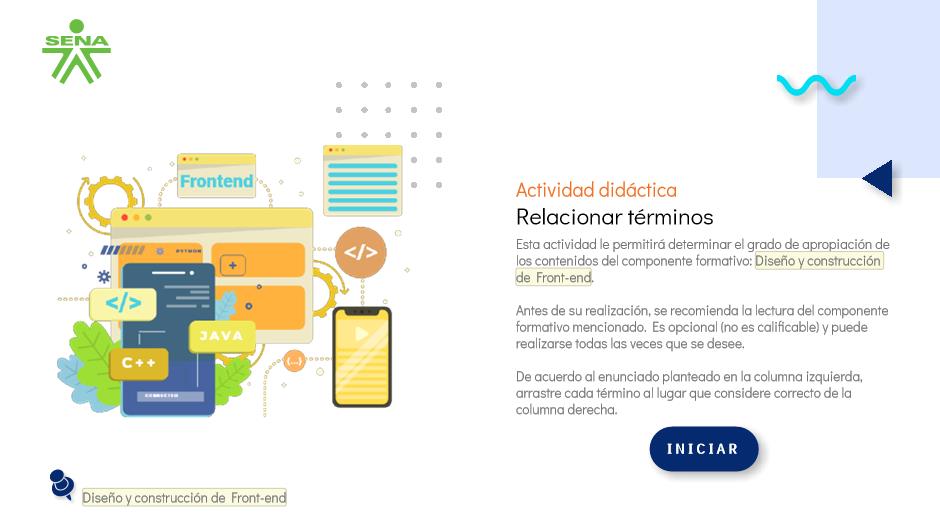 SENA
Frontend
PYTHON
</>
</>
JAVA
C++
{...}
Actividad didáctica
Relacionar términos
Esta actividad le permitirá determinar el grado de apropiación de
los contenidos del componente formativo: Diseño y construcción
de Front-end.
Antes de su realización, se recomienda la lectura del componente
formativo mencionado. Es opcional (no es calificable) y puede
realizarse todas las veces que se desee.
De acuerdo al enunciado planteado en la columna izquierda,
arrastre cada término al lugar que considere correcto de la
columna derecha.
INICIAR
Diseño y construcción de Front-end